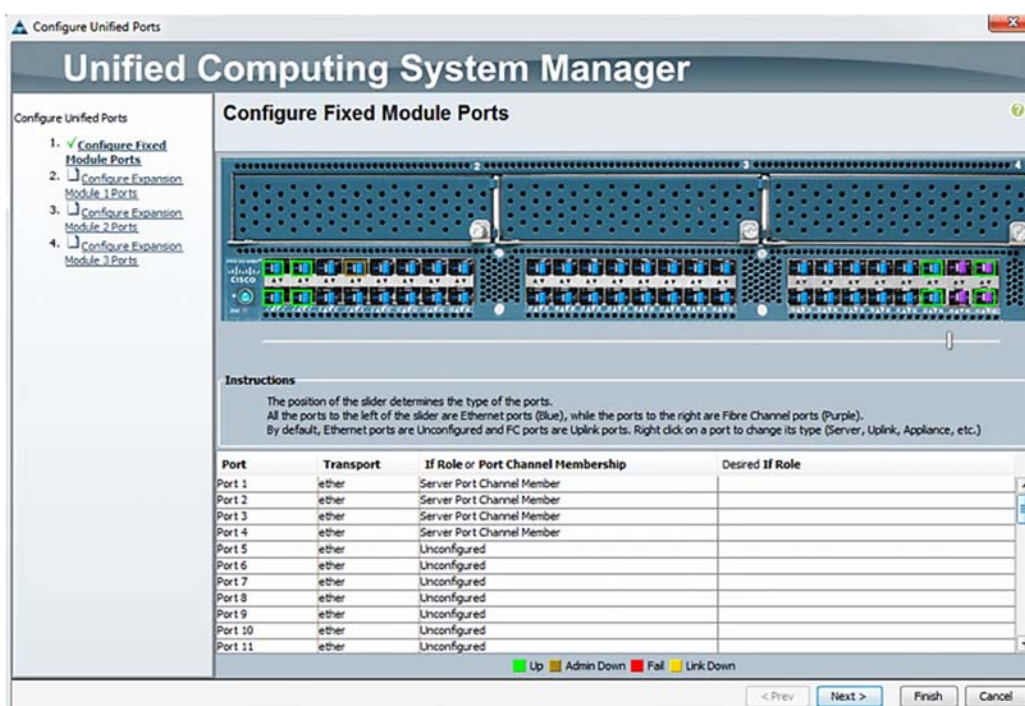 Configure Unified Ports
Unified Computing System Manager
Configure Unified Ports
1. Configure Fixed
Module Ports
2. Configure Expansion
Module 1 Ports
3. Configure Expansion
Module 2 Ports
4. Configure Expansion
Module 3 Ports
Configure Fixed Module Ports
2 3 4
CISCO
Instructions
The position of the slider determines the type of the ports.
All the ports to the left of the slider are Ethernet ports (Blue), while the ports to the right are Fibre Channel ports (Purple).
By default, Ethernet ports are Unconfigured and FC ports are Uplink ports. Right click on a port to change its type (Server, Uplink, Appliance, etc.)
Port Transport If Role or Port Channel Membership Desired If Role
Port 1 ether Server Port Channel Member
Port 2 ether Server Port Channel Member
Port 3 ether Server Port Channel Member
Port 4 ether Server Port Channel Member
Port 5 ether Unconfigured
Port 6 ether Unconfigured
Port 7 ether Unconfigured
Port 8 ether Unconfigured
Port 9 ether Unconfigured
Port 10 ether Unconfigured
Port 11 ether Unconfigured
Up Admin Down Fail Link Down
< Prev Next > Finish Cancel